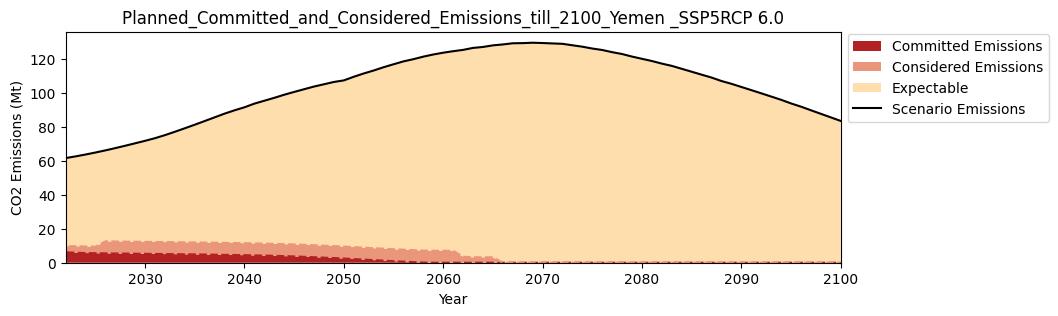 Planned_Committed_and_Considered_Emissions_till_2100_Yemen _SSP5RCP 6.0
CO2 Emissions (Mt)
120
100
80
60
40
20
0
2030
2040
2050
2060
2070
2080
2090
2100
Year
Committed Emissions
Considered Emissions
Expectable
Scenario Emissions